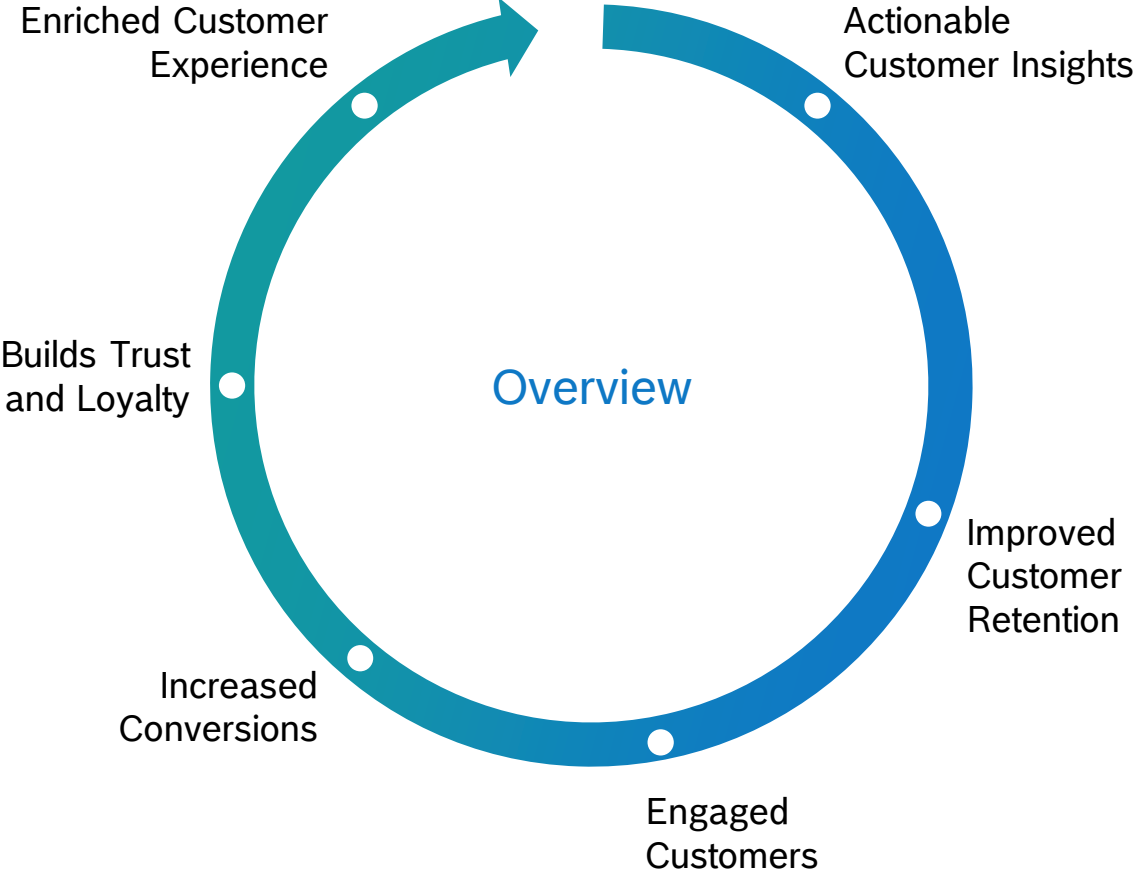 Enriched Customer
Experience
Actionable
Customer Insights
Builds Trust
and Loyalty
Overview
Improved
Customer
Retention
Increased
Conversions
Engaged
Customers